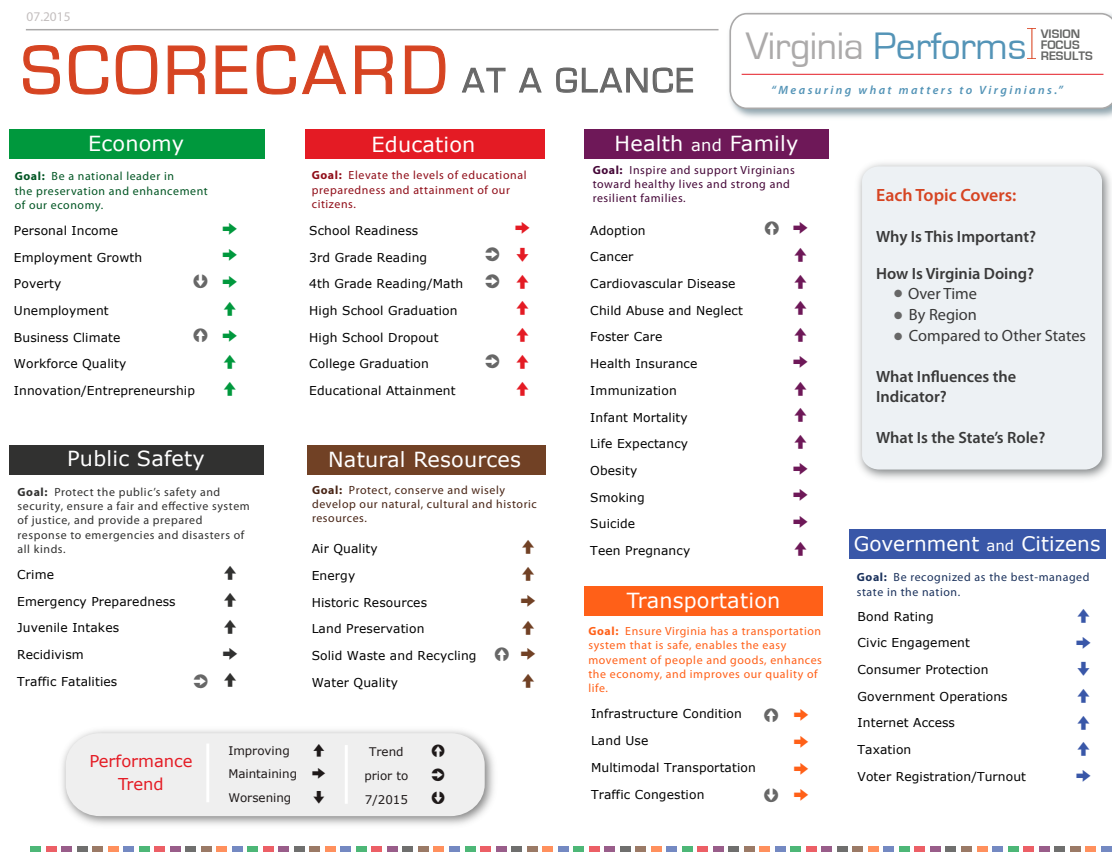 07.2015
SCORECARD AT A GLANCE
Virginia Performs
VISION
FOCUS
RESULTS
"Measuring what matters to Virginians."
Economy
Goal: Be a national leader in
the preservation and enhancement
of our economy.
Personal Income
Employment Growth
Poverty
Unemployment
Business Climate
Workforce Quality
Innovation/Entrepreneurship
Education
Goal: Elevate the levels of educational
preparedness and attainment of our
citizens.
School Readiness
3rd Grade Reading
4th Grade Reading/Math
High School Graduation
High School Dropout
College Graduation
Educational Attainment
Health and Family
Goal: Inspire and support Virginians
toward healthy lives and strong and
resilient families.
Adoption
Cancer
Cardiovascular Disease
Child Abuse and Neglect
Foster Care
Health Insurance
Immunization
Infant Mortality
Life Expectancy
Obesity
Smoking
Suicide
Teen Pregnancy
Each Topic Covers:
Why Is This Important?
How Is Virginia Doing?
• Over Time
• By Region
• Compared to Other States
What Influences the
Indicator?
What Is the State's Role?
Public Safety
Goal: Protect the public's safety and
security, ensure a fair and effective system
of justice, and provide a prepared
response to emergencies and disasters of
all kinds.
Crime
Emergency Preparedness
Juvenile Intakes
Recidivism
Traffic Fatalities
Natural Resources
Goal: Protect, conserve and wisely
develop our natural, cultural and historic
resources.
Air Quality
Energy
Historic Resources
Land Preservation
Solid Waste and Recycling
Water Quality
Transportation
Goal: Ensure Virginia has a transportation
system that is safe, enables the easy
movement of people and goods, enhances
the economy, and improves our quality of
life.
Infrastructure Condition
Land Use
Multimodal Transportation
Traffic Congestion
Government and Citizens
Goal: Be recognized as the best-managed
state in the nation.
Bond Rating
Civic Engagement
Consumer Protection
Government Operations
Internet Access
Taxation
Voter Registration/Turnout
Performance
Trend
Improving
Maintaining
Worsening
Trend
prior to
7/2015